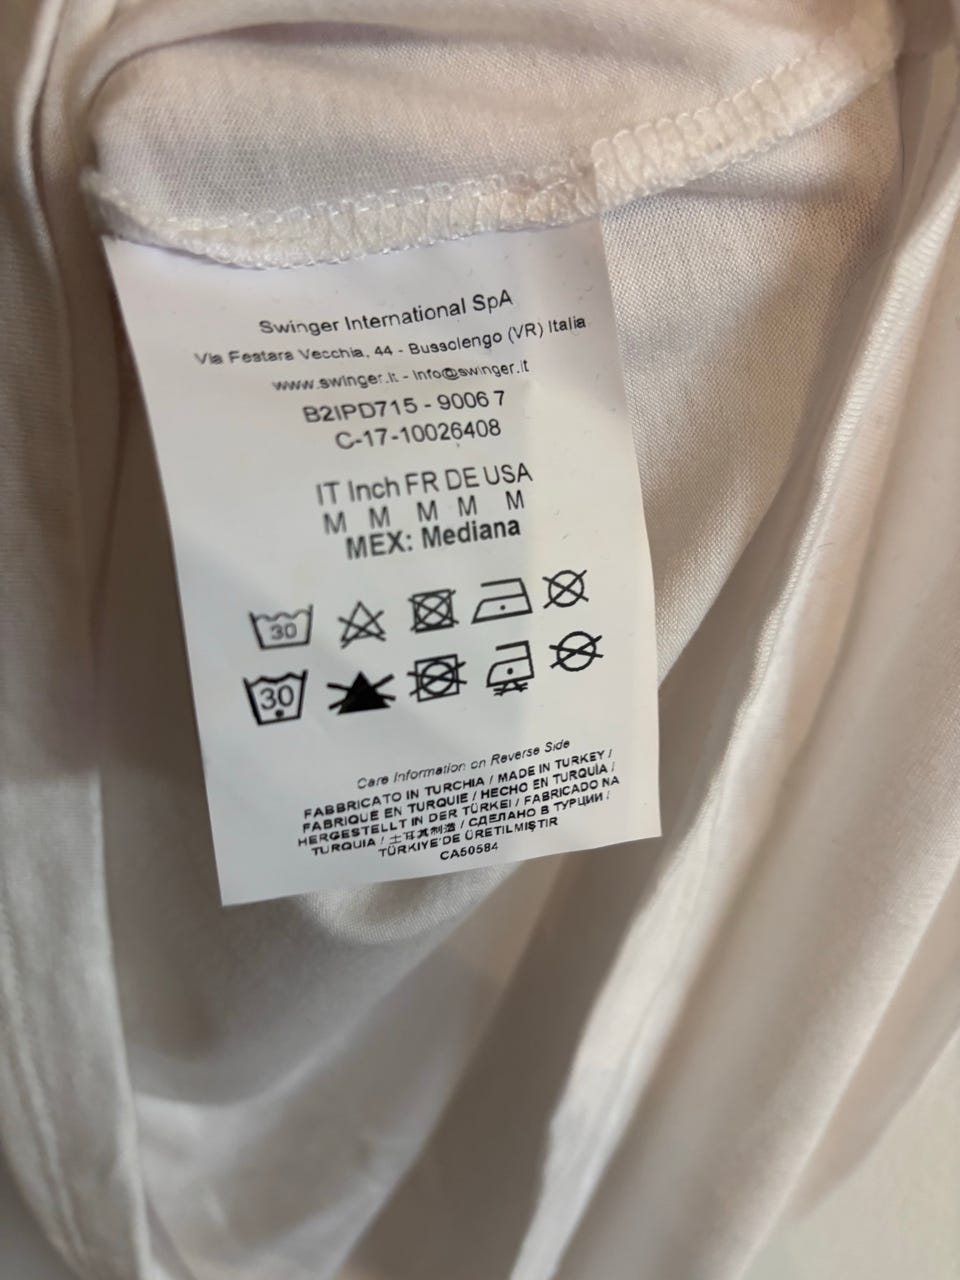 Swinger International SpA
Via Festara Vecchia, 44 - Bussolengo (VR) Italia
www.swinger.it - info@swinger.it
B2IPD715 - 9006 7
C-17-10026408
IT Inch FR DE USA
M M M M M
MEX: Mediana
30
30
Care Information on Reverse Side
FABBRICATO IN TURCHIA / MADE IN TURKEY /
FABRIQUE EN TURQUIE / HECHO EN TURQUÌA /
HERGESTELLT IN DER TÜRKEI / FABRICADO NA
TURQUIA / 土耳其制造 / СДЕЛАНО В ТУРЦИИ /
TÜRKIYE'DE ÜRETILMIŞTIR
CA50584